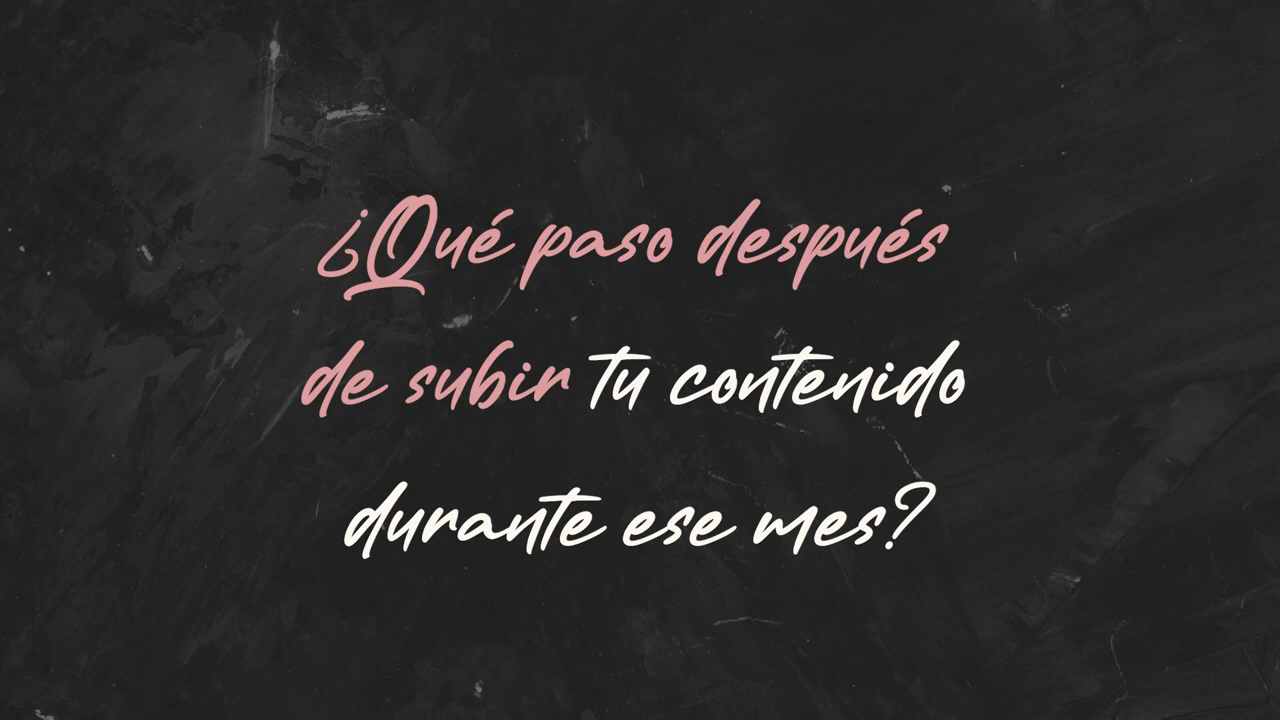 ¿Qué paso después
de subir tu contenido
durante ese mes?